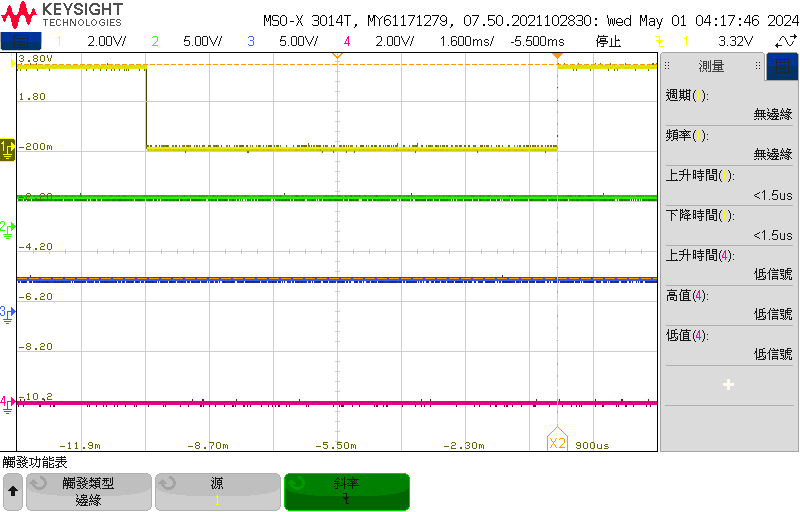 KEYSIGHT
TECHNOLOGIES
MSO-X 3014T, MY61171279, 07.50.2021102830: Wed May 01 04:17:46 2024
1 2.00V/ 2 5.00V/ 3 5.00V/ 4 2.00V/ 1.600ms/ -5.500ms 停止 1 3.32V
3.80V
1.80
-200m
-4.20
-6.20
-8.20
-10.2
1
2
3
4
-11.9m -8.70m -5.50m -2.30m 900us
X2
測量
週期(1):
無邊緣
頻率(1):
無邊緣
上升時間(1):
<1.5us
下降時間(1):
<1.5us
上升時間(4):
低信號
高值(4):
低信號
低值(4):
低信號
觸發功能表
觸發類型
邊緣
源
1
斜率